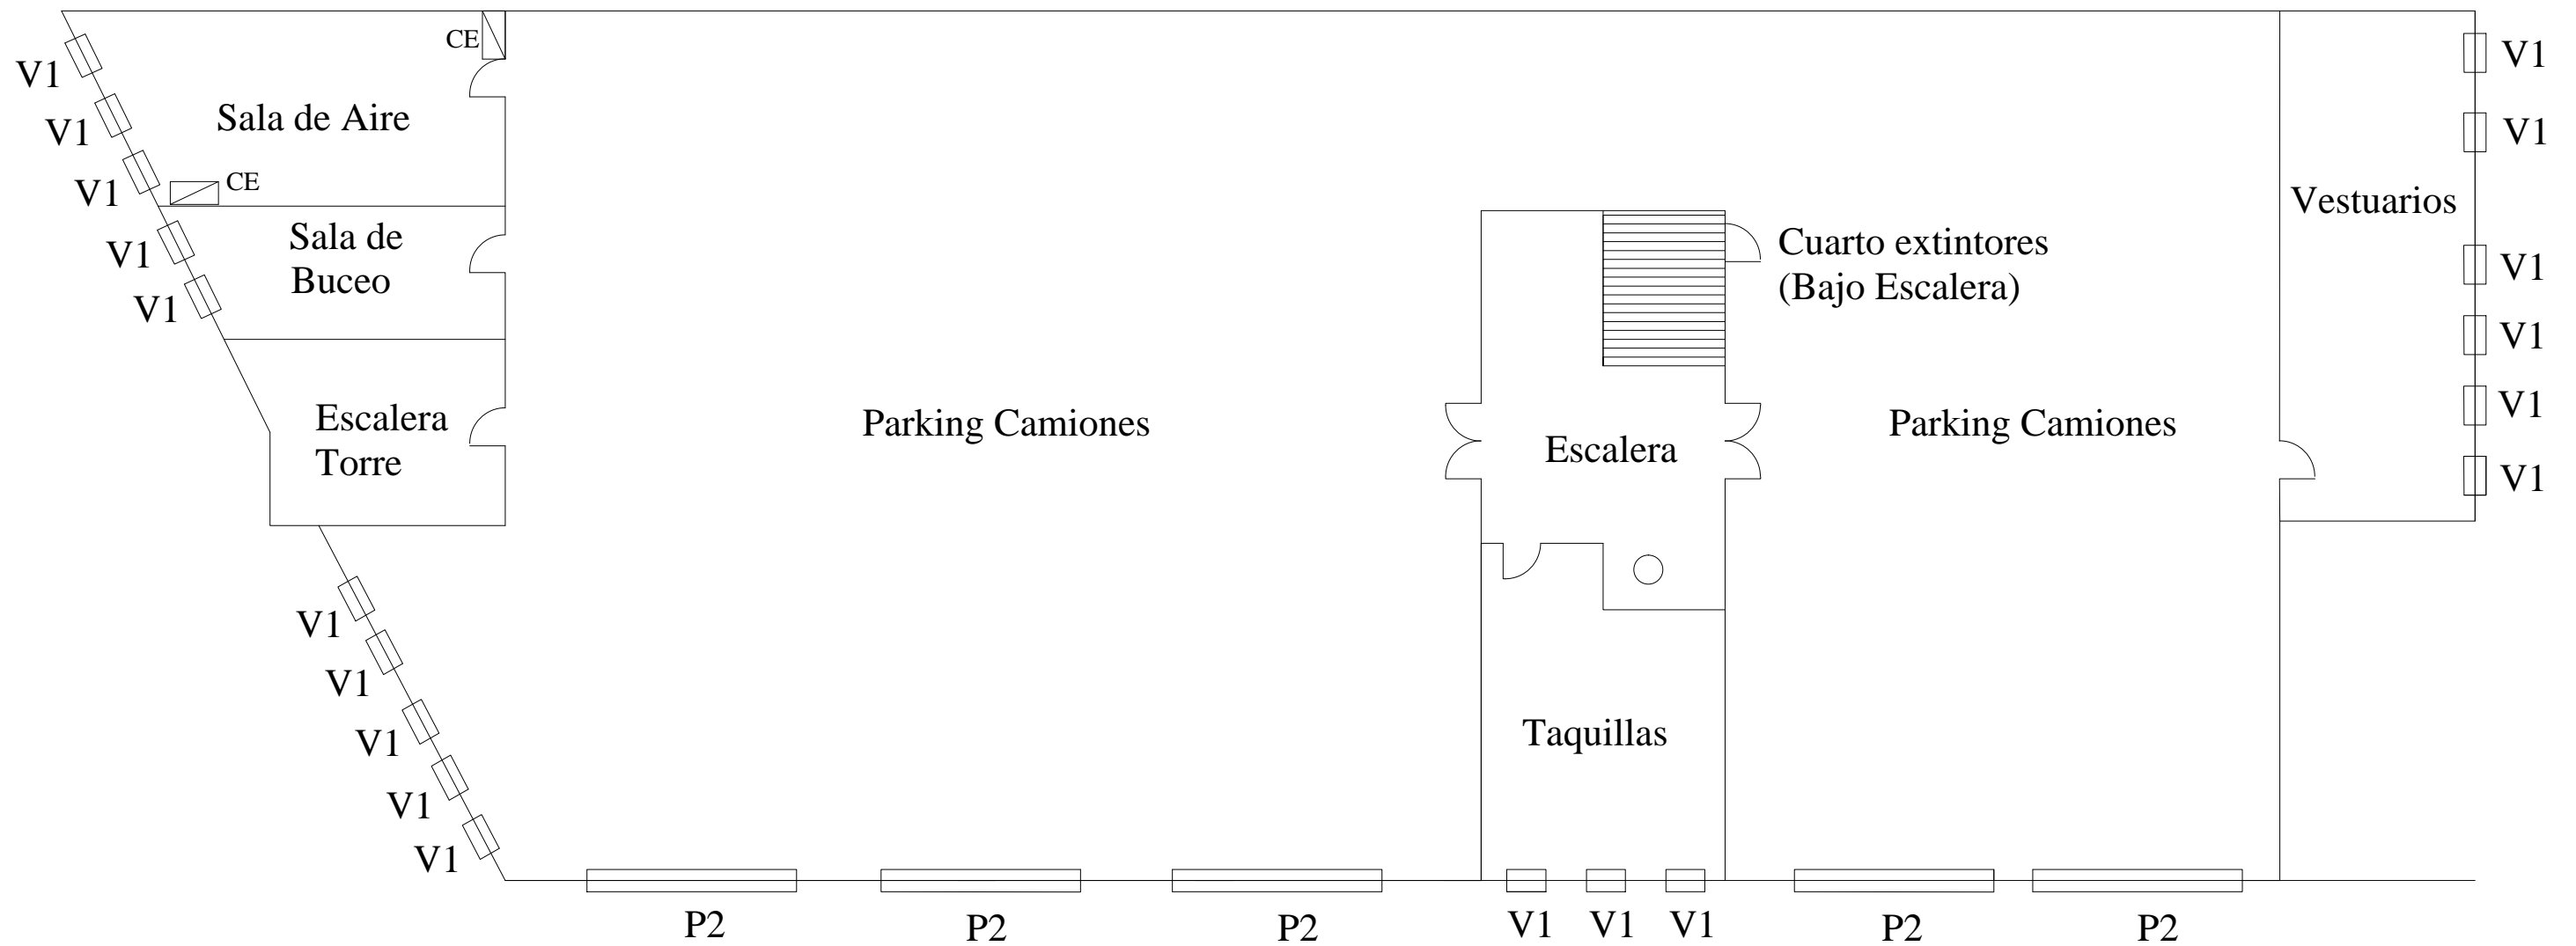 CE
V1
V1
V1
Sala de Aire
V1
V1
CE
V1
Vestuarios
Sala de
Buceo
V1
Cuarto extintores
(Bajo Escalera)
V1
V1
V1
Escalera
Torre
Parking Camiones
Escalera
Parking Camiones
V1
V1
V1
V1
V1
Taquillas
V1
V1
V1
P2
P2
P2
V1
V1
V1
P2
P2